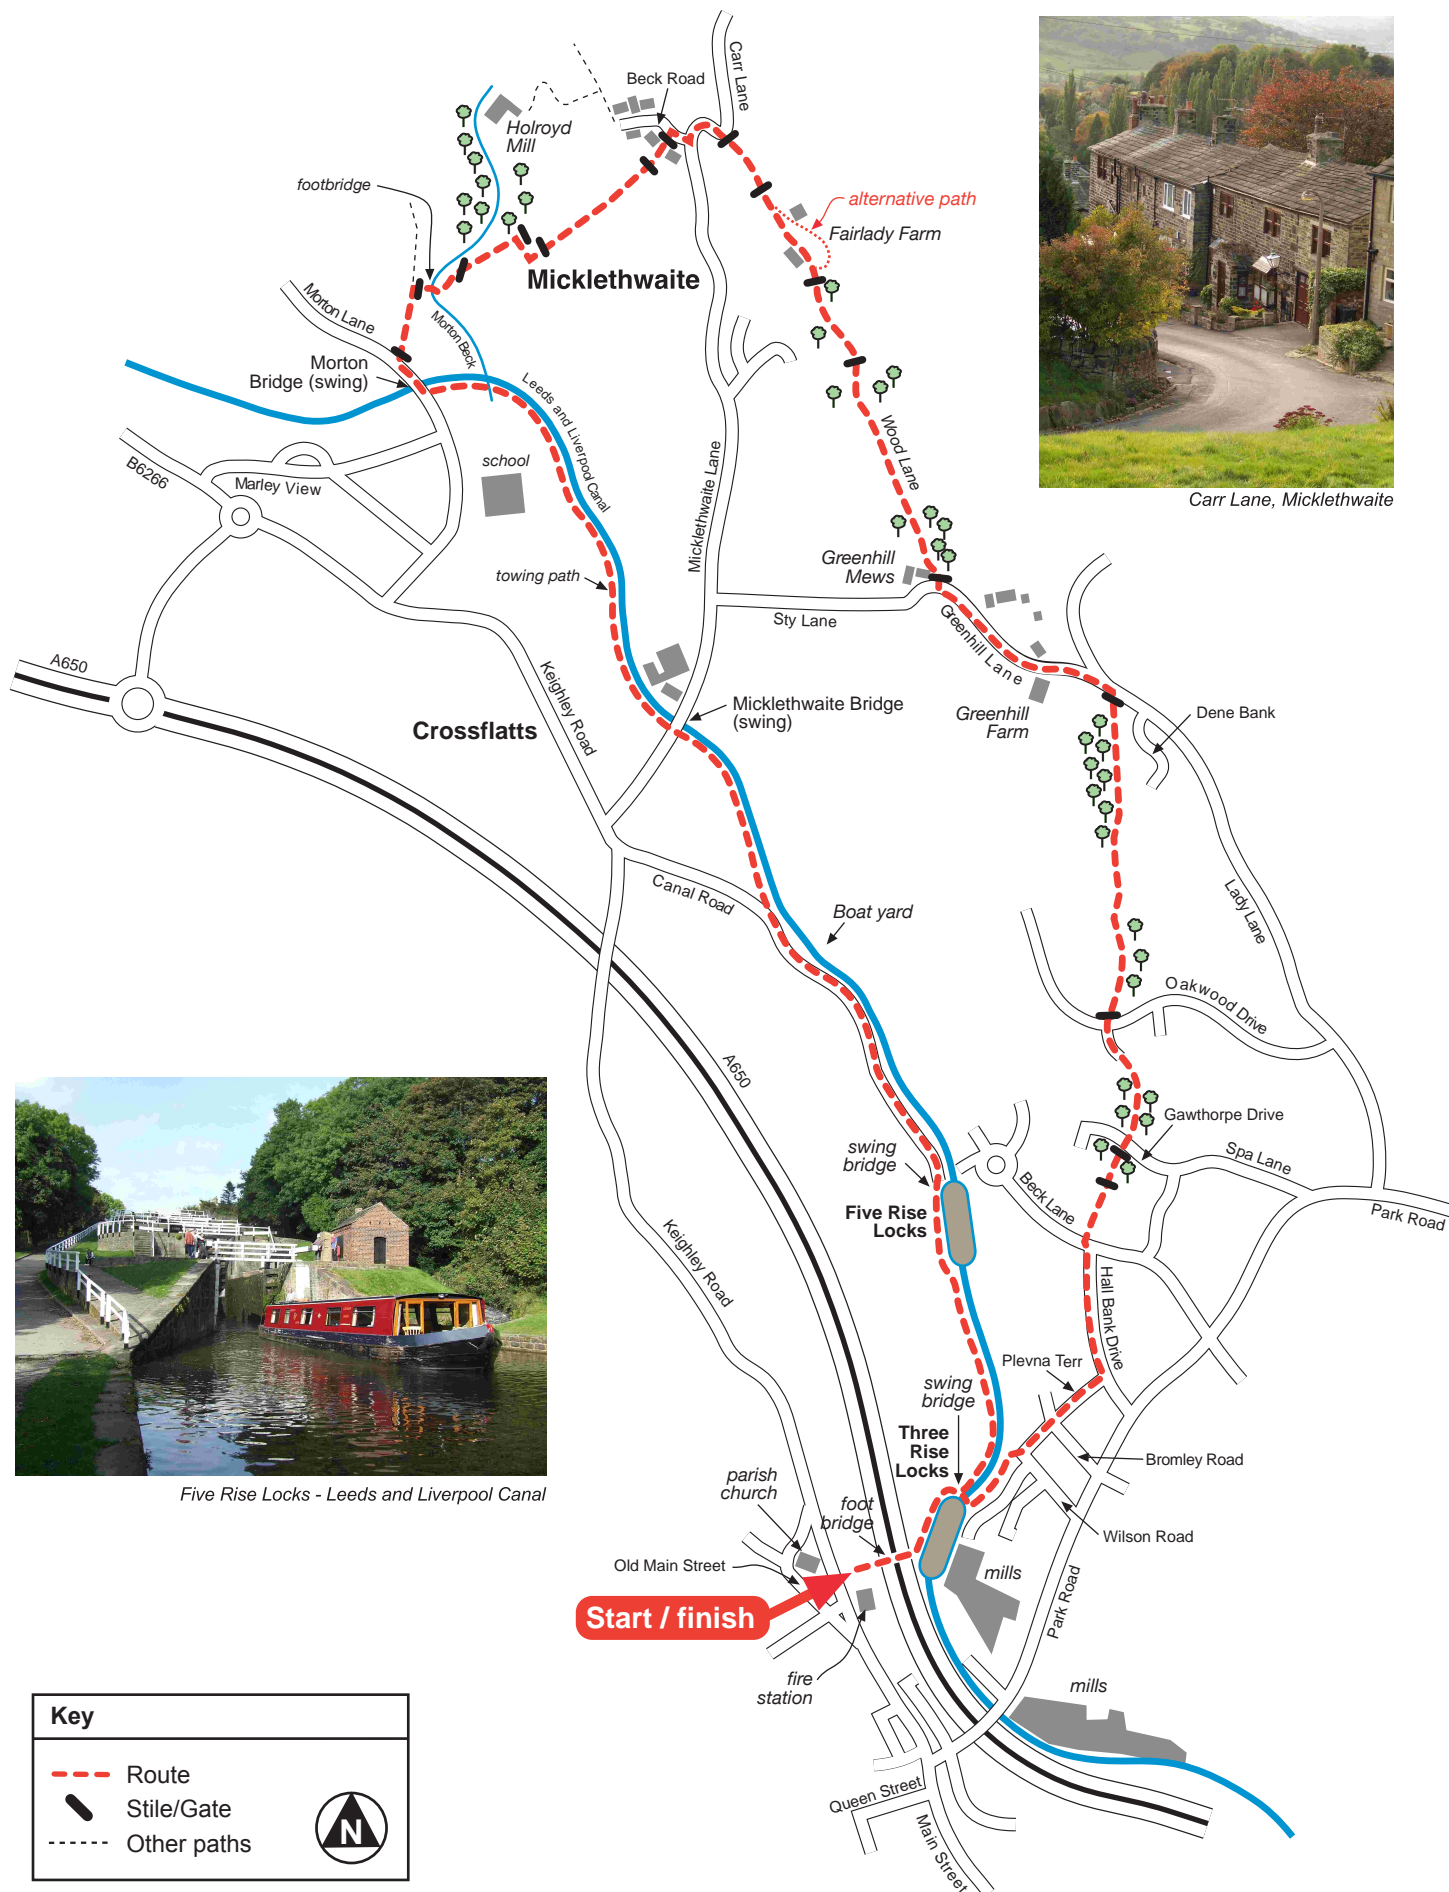 Carr Lane
Beck Road
Holroyd
Mill
footbridge
alternative path
Fairlady Farm
Micklethwaite
Morton Lane
Morton Beck
Morton
Bridge (swing)
Leeds and Liverpool Canal
Carr Lane, Micklethwaite
Wood Lane
B6266
Marley View
school
Micklethwaite Lane
towing path
Greenhill
Mews
Sty Lane
Greenhill Lane
A650
Keighley Road
Crossflatts
Micklethwaite Bridge
(swing)
Greenhill
Farm
Dene Bank
Canal Road
Boat yard
Lady Lane
Oakwood Drive
A650
Gawthorpe Drive
Spa Lane
swing
bridge
Beck Lane
Five Rise
Locks
Park Road
Keighley Road
Hall Bank Drive
Plevna Terr
swing
bridge
Three
Rise
Locks
Bromley Road
Five Rise Locks - Leeds and Liverpool Canal
parish
church
foot
bridge
Wilson Road
Old Main Street
mills
Start / finish
Park Road
fire
station
mills
Queen Street
Main Street
Key
Route
Stile/Gate
Other paths
N